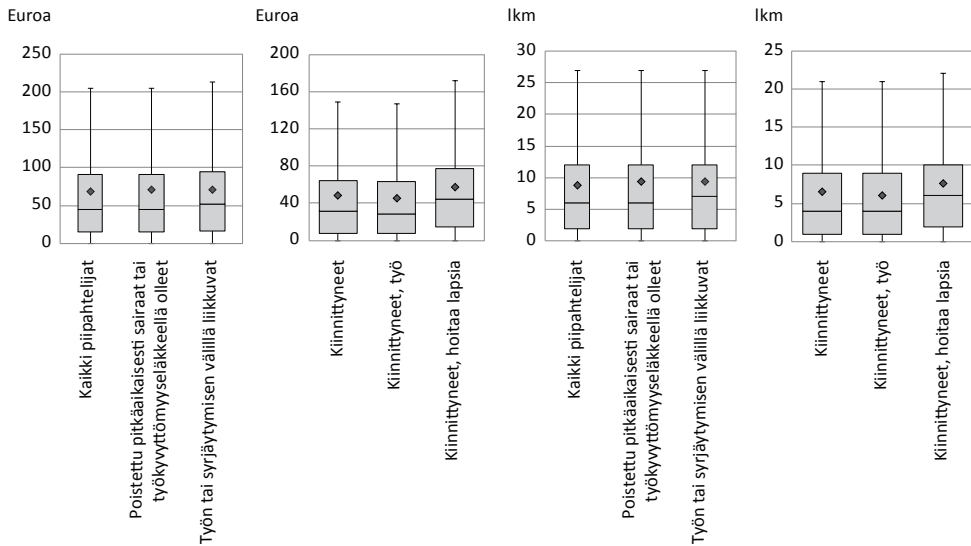 Euroa
250
200
150
100
50
0
Kaikki piipahtelijat
Poistettu pitkäaikaisesti sairaat tai
työkyvyttömyyseläkkeellä olleet
Työn tai syrjäytymisen välillä liikkuvat
Euroa
200
160
120
80
40
0
Kiinnittyneet
Kiinnittyneet, työ
Kiinnittyneet, hoitaa lapsia
lkm
30
25
20
15
10
5
0
Kaikki piipahtelijat
Poistettu pitkäaikaisesti sairaat tai
työkyvyttömyyseläkkeellä olleet
Työn tai syrjäytymisen välillä liikkuvat
lkm
25
20
15
10
5
0
Kiinnittyneet
Kiinnittyneet, työ
Kiinnittyneet, hoitaa lapsia